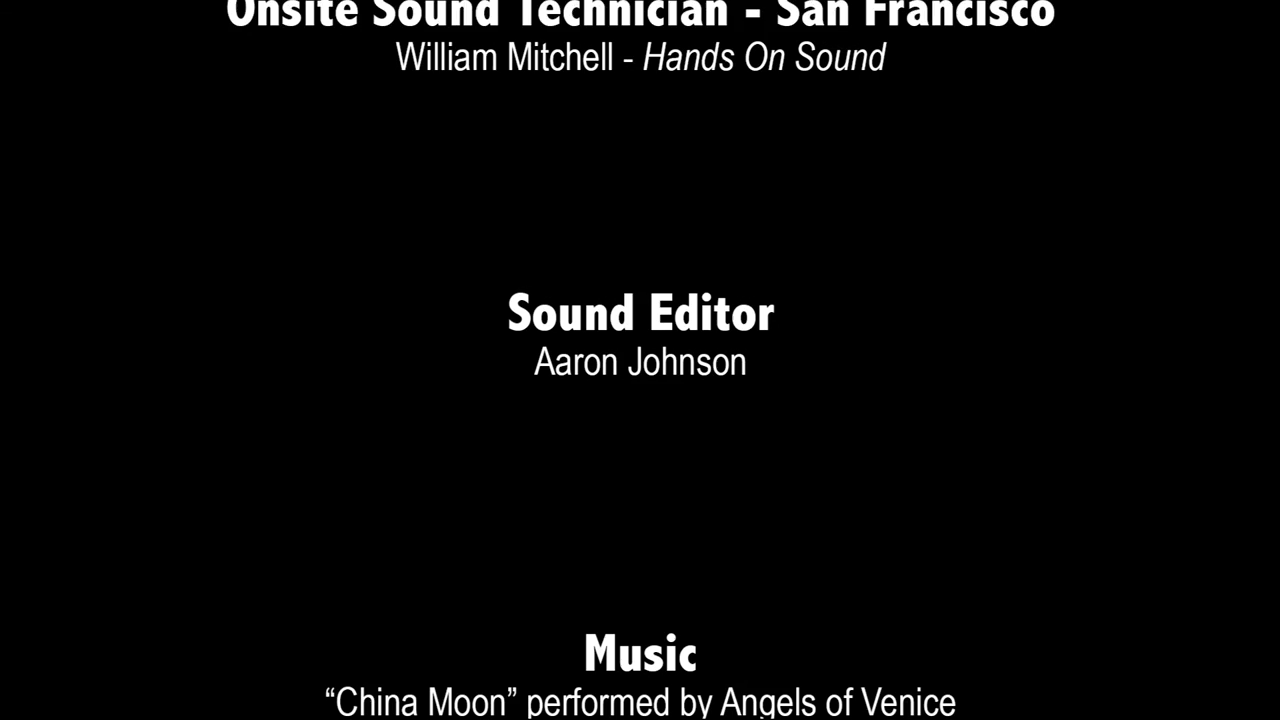 Onsite Sound Technician - San Francisco
William Mitchell - Hands On Sound
Sound Editor
Aaron Johnson
Music
“China Moon” performed by Angels of Venice